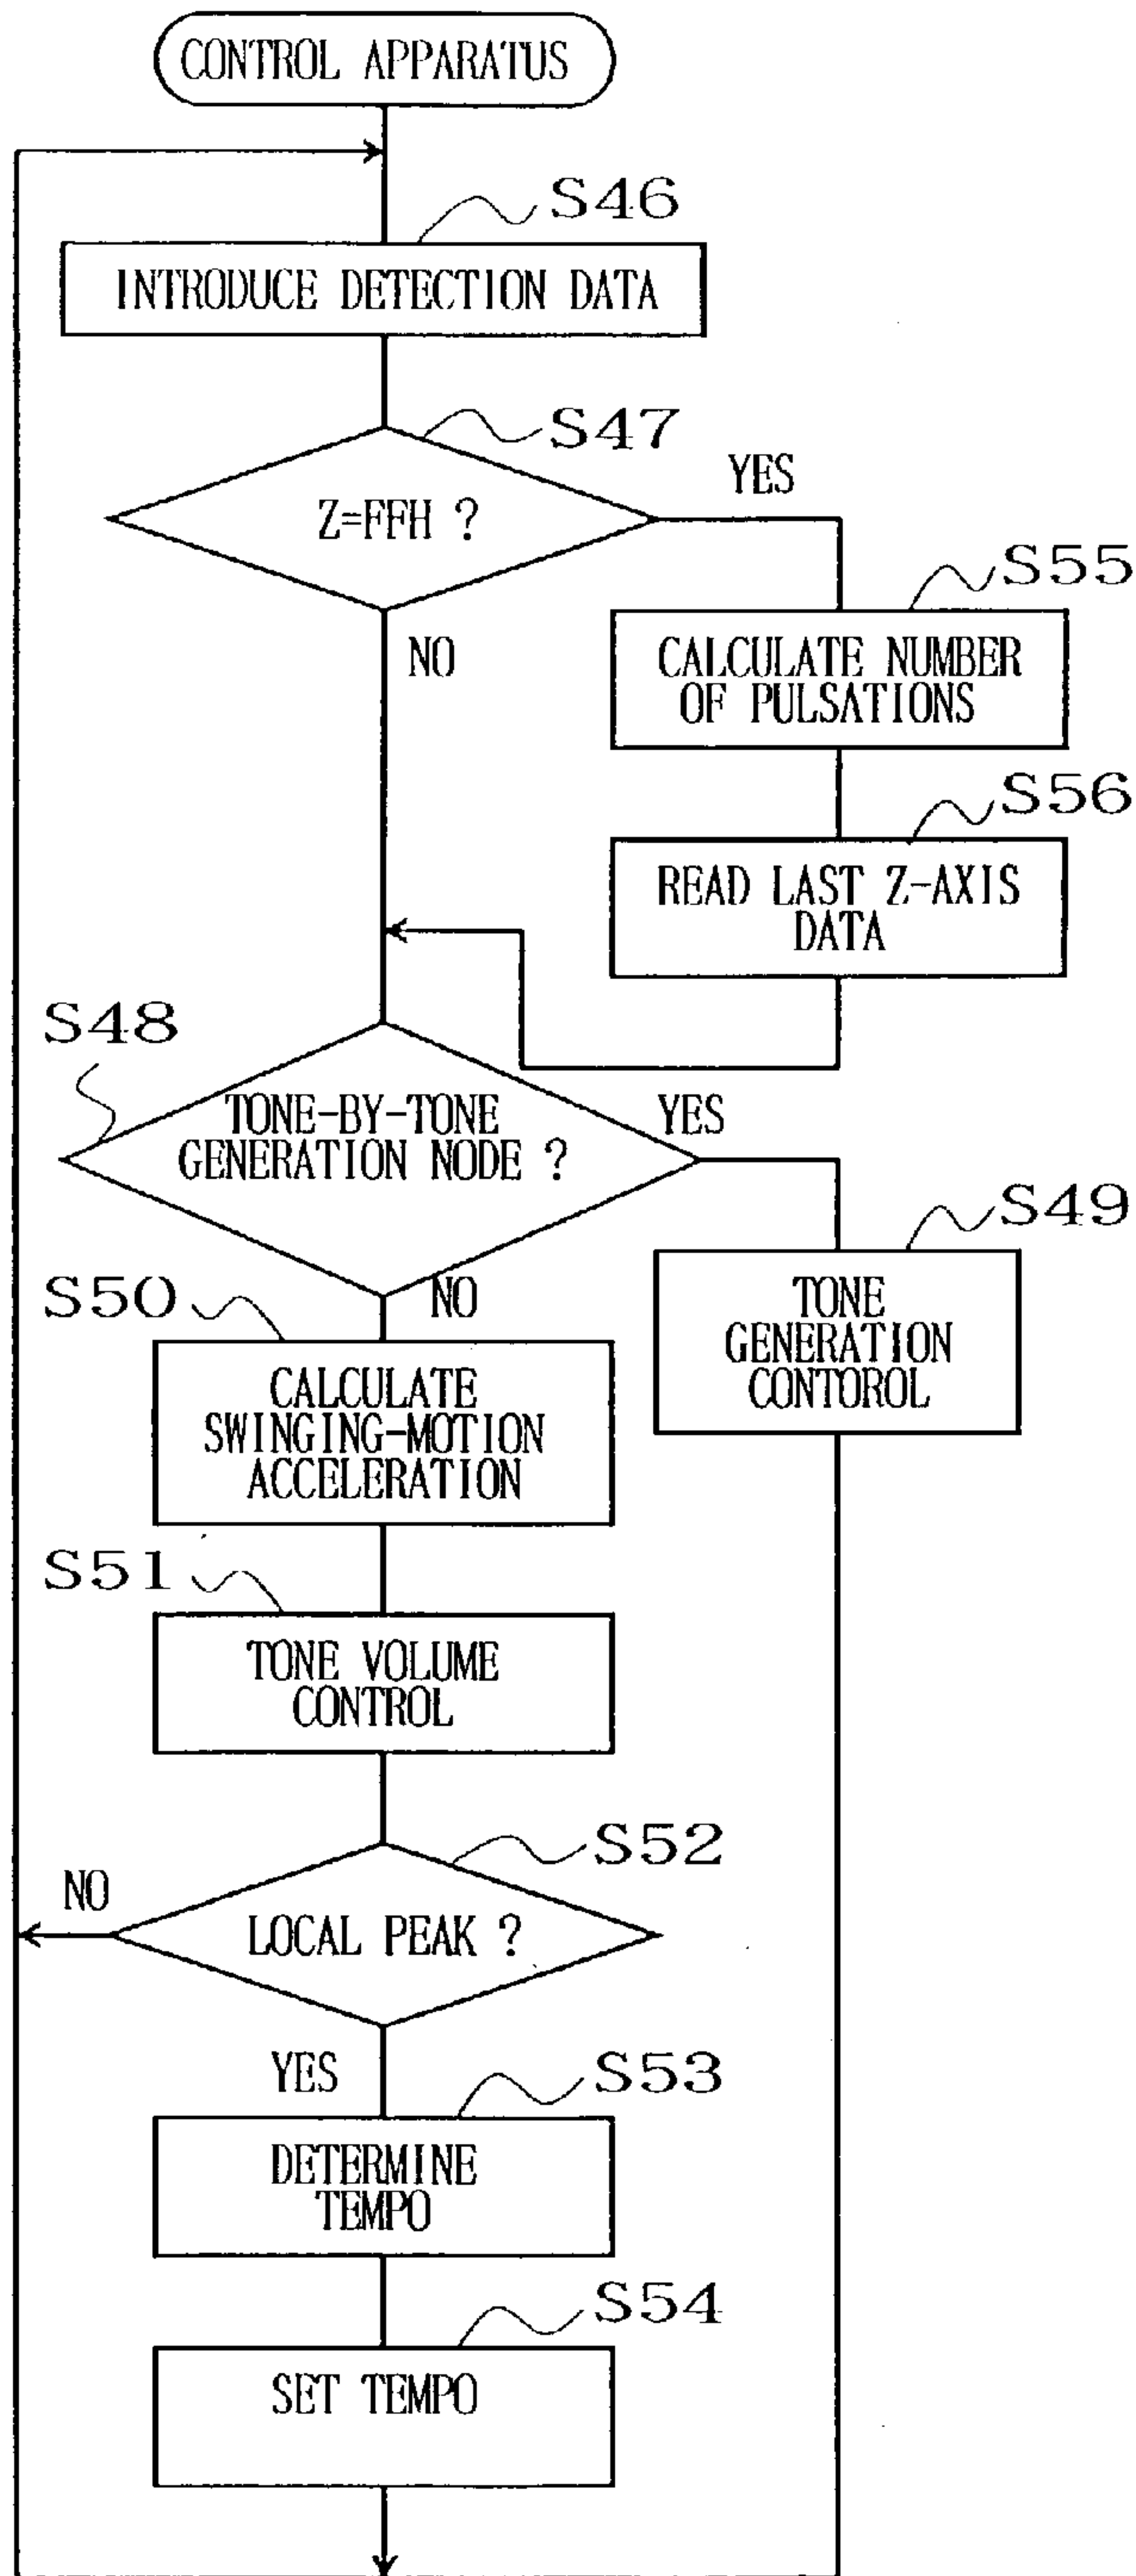 CONTROL APPARATUS
S46
INTRODUCE DETECTION DATA
S47
Z=FFH ?
YES
NO
S55
CALCULATE NUMBER
OF PULSATIONS
S56
READ LAST Z-AXIS
DATA
S48
TONE-BY-TONE
GENERATION NODE ?
YES
NO
S49
TONE
GENERATION
CONTOROL
S50
CALCULATE
SWINGING-MOTION
ACCELERATION
S51
TONE VOLUME
CONTROL
S52
NO
LOCAL PEAK ?
YES
S53
DETERMINE
TEMPO
S54
SET TEMPO